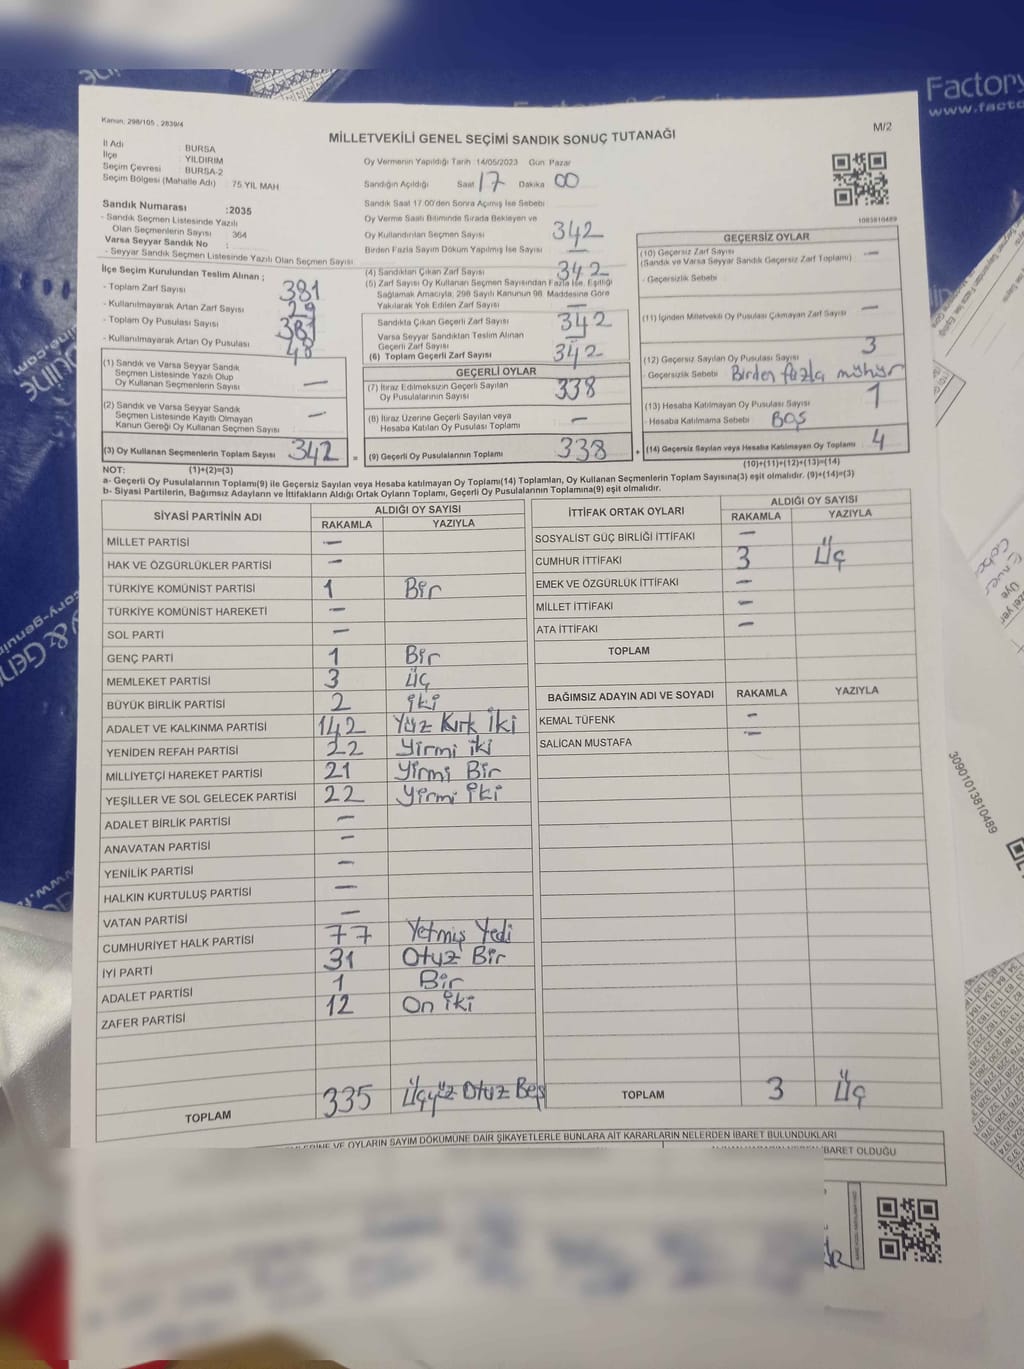 Factory
www.facto
Kanun, 298/105 , 2839/4
MİLLETVEKİLİ GENEL SEÇİMİ SANDIK SONUÇ TUTANAĞI
M/2
İl Adı : BURSA
İlçe : YILDIRIM
Seçim Çevresi : BURSA-2
Seçim Bölgesi (Mahalle Adı) : 75 YIL MAH
Sandık Numarası :2035
- Sandık Seçmen Listesinde Yazılı
Olan Seçmenlerin Sayısı : 364
Varsa Seyyar Sandık No :
- Seyyar Sandık Seçmen Listesinde Yazılı Olan Seçmen Sayısı
İlçe Seçim Kurulundan Teslim Alınan ;
- Toplam Zarf Sayısı 381
- Kullanılmayarak Artan Zarf Sayısı 29
- Toplam Oy Pusulası Sayısı 381
- Kullanılmayarak Artan Oy Pusulası 48
(1) Sandık ve Varsa Seyyar Sandık
Seçmen Listesinde Yazılı Olup
Oy Kullanan Seçmenlerin Sayısı —
(2) Sandık ve Varsa Seyyar Sandık
Seçmen Listesinde Kayıtlı Olmayan
Kanun Gereği Oy Kullanan Seçmen Sayısı —
(3) Oy Kullanan Seçmenlerin Toplam Sayısı 342
(1)+(2)=(3)
Oy Vermenin Yapıldığı Tarih 14/05/2023 Gün Pazar
Sandığın Açıldığı Saat 17 Dakika 00
Sandık Saat 17.00'den Sonra Açımış İse Sebebi
Oy Verme Saati Bitiminde Sırada Bekleyen ve
Oy Kullandırılan Seçmen Sayısı 342
Birden Fazla Sayım Döküm Yapılmış İse Sayısı —
(4) Sandıktan Çıkan Zarf Sayısı 342
(5) Zarf Sayısı Oy Kullanan Seçmen Sayısından Fazla İse, Eşitliği
Sağlamak Amacıyla, 298 Sayılı Kanunun 98. Maddesine Göre
Yakılarak Yok Edilen Zarf Sayısı —
Sandıkta Çıkan Geçerli Zarf Sayısı 342
Varsa Seyyar Sandıktan Teslim Alınan
Geçerli Zarf Sayısı
(6) Toplam Geçerli Zarf Sayısı 342
GEÇERLİ OYLAR
(7) İtiraz Edilmeksizin Geçerli Sayılan
Oy Pusulalarının Sayısı 338
(8) İtiraz Üzerine Geçerli Sayılan veya
Hesaba Katılan Oy Pusulası Toplamı —
= (9) Geçerli Oy Pusulalarının Toplamı 338 +
1083810489
GEÇERSİZ OYLAR
(10) Geçersiz Zarf Sayısı
(Sandık ve Varsa Seyyar Sandık Geçersiz Zarf Toplamı) —
- Geçersizlik Sebebi
(11) İçinden Milletvekili Oy Pusulası Çıkmayan Zarf Sayısı —
(12) Geçersiz Sayılan Oy Pusulası Sayısı 3
- Geçersizlik Sebebi Birden fazla mühür
(13) Hesaba Katılmayan Oy Pusulası Sayısı 1
- Hesaba Katılmama Sebebi Boş
(14) Geçersiz Sayılan veya Hesaba Katılmayan Oy Toplamı 4
(10)+(11)+(12)+(13)=(14)
NOT:
a- Geçerli Oy Pusulalarının Toplamı(9) ile Geçersiz Sayılan veya Hesaba katılmayan Oy Toplamı(14) Toplamları, Oy Kullanan Seçmenlerin Toplam Sayısına(3) eşit olmalıdır. (9)+(14)=(3)
b- Siyasi Partilerin, Bağımsız Adayların ve İttifakların Aldığı Ortak Oyların Toplamı, Geçerli Oy Pusulalarının Toplamına(9) eşit olmalıdır.
SİYASİ PARTİNİN ADI ALDIĞI OY SAYISI
RAKAMLA YAZIYLA
MİLLET PARTİSİ —
HAK VE ÖZGÜRLÜKLER PARTİSİ —
TÜRKİYE KOMÜNİST PARTİSİ 1 Bir
TÜRKİYE KOMÜNİST HAREKETİ —
SOL PARTİ —
GENÇ PARTİ 1 Bir
MEMLEKET PARTİSİ 3 Üç
BÜYÜK BİRLİK PARTİSİ 2 iki
ADALET VE KALKINMA PARTİSİ 142 Yüz Kırk İki
YENİDEN REFAH PARTİSİ 22 Yirmi iki
MİLLİYETÇİ HAREKET PARTİSİ 21 Yirmi Bir
YEŞİLLER VE SOL GELECEK PARTİSİ 22 Yirmi iki
ADALET BİRLİK PARTİSİ —
ANAVATAN PARTİSİ —
YENİLİK PARTİSİ —
HALKIN KURTULUŞ PARTİSİ —
VATAN PARTİSİ —
CUMHURİYET HALK PARTİSİ 77 Yetmiş Yedi
İYİ PARTİ 31 Otuz Bir
ADALET PARTİSİ 1 Bir
ZAFER PARTİSİ 12 On iki
TOPLAM 335 Üçyüz Otuz Beş
İTTİFAK ORTAK OYLARI ALDIĞI OY SAYISI
RAKAMLA YAZIYLA
SOSYALİST GÜÇ BİRLİĞİ İTTİFAKI —
CUMHUR İTTİFAKI 3 Üç
EMEK VE ÖZGÜRLÜK İTTİFAKI —
MİLLET İTTİFAKI —
ATA İTTİFAKI —
TOPLAM
BAĞIMSIZ ADAYIN ADI VE SOYADI RAKAMLA YAZIYLA
KEMAL TÜFENK —
SALİCAN MUSTAFA —
TOPLAM 3 Üç
VE OYLARIN SAYIM DÖKÜMÜNE DAİR ŞİKAYETLERLE BUNLARA AİT KARARLARIN NELERDEN İBARET BULUNDUKLARI
İBARET OLDUĞU
30901013810489